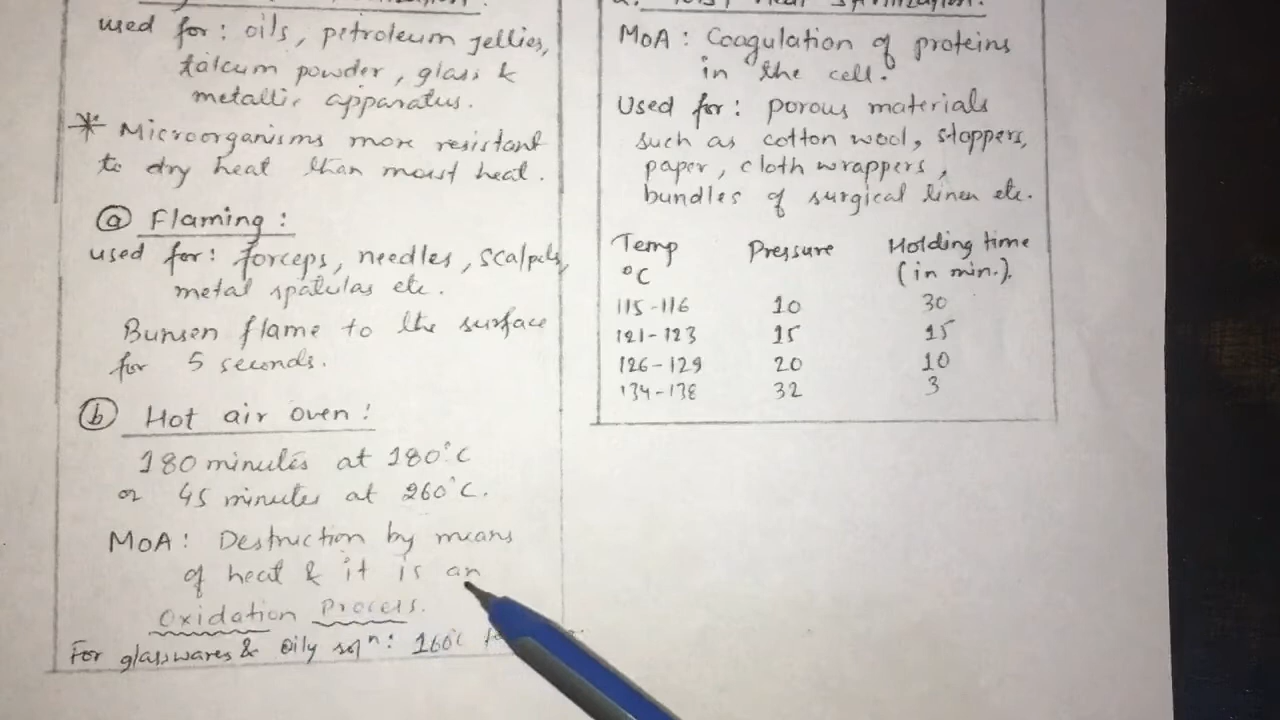 used for: oils, petroleum jellies,
talcum powder, glass &
metallic apparatus.
* Microorganisms more resistant
to dry heat than moist heat.
(a) Flaming:
used for: forceps, needles, scalpels,
metal spatulas etc.
Bunsen flame to the surface
for 5 seconds.
(b) Hot air oven:
180 minutes at 180°C
or 45 minutes at 260°C.
MoA: Destruction by means
of heat & it is an
Oxidation Process.
For glasswares & oily solⁿ: 160°C
MoA: Coagulation of proteins
in the cell.
Used for: porous materials
such as cotton wool, stoppers,
paper, cloth wrappers,
bundles of surgical linen etc.
Temp °C Pressure Holding time (in min.).
115-116 10 30
121-123 15 15
126-129 20 10
134-138 32 3